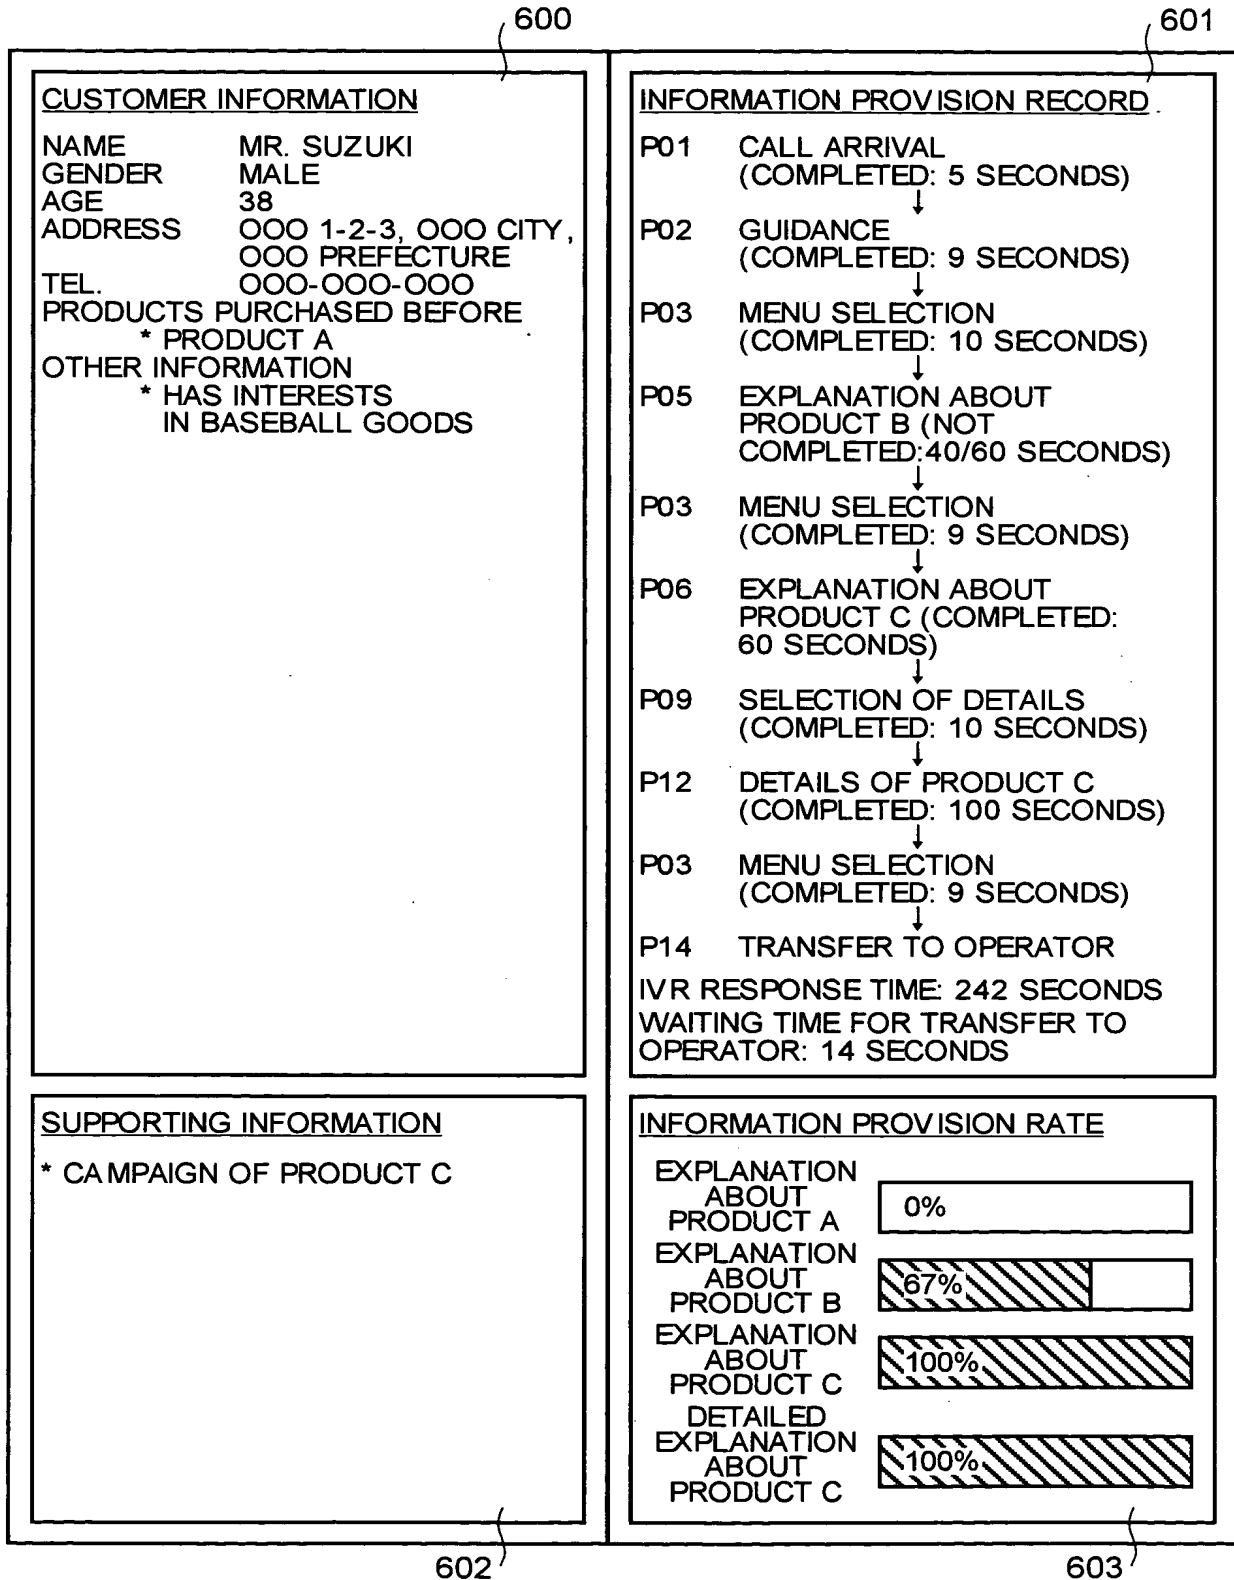 600
CUSTOMER INFORMATION
NAME MR. SUZUKI
GENDER MALE
AGE 38
ADDRESS OOO 1-2-3, OOO CITY,
OOO PREFECTURE
TEL. OOO-OOO-OOO
PRODUCTS PURCHASED BEFORE
* PRODUCT A
OTHER INFORMATION
* HAS INTERESTS
IN BASEBALL GOODS
601
INFORMATION PROVISION RECORD
P01 CALL ARRIVAL
(COMPLETED: 5 SECONDS)
↓
P02 GUIDANCE
(COMPLETED: 9 SECONDS)
↓
P03 MENU SELECTION
(COMPLETED: 10 SECONDS)
↓
P05 EXPLANATION ABOUT
PRODUCT B (NOT
COMPLETED:40/60 SECONDS)
↓
P03 MENU SELECTION
(COMPLETED: 9 SECONDS)
↓
P06 EXPLANATION ABOUT
PRODUCT C (COMPLETED:
60 SECONDS)
↓
P09 SELECTION OF DETAILS
(COMPLETED: 10 SECONDS)
↓
P12 DETAILS OF PRODUCT C
(COMPLETED: 100 SECONDS)
↓
P03 MENU SELECTION
(COMPLETED: 9 SECONDS)
↓
P14 TRANSFER TO OPERATOR
IVR RESPONSE TIME: 242 SECONDS
WAITING TIME FOR TRANSFER TO
OPERATOR: 14 SECONDS
SUPPORTING INFORMATION
* CAMPAIGN OF PRODUCT C
602
INFORMATION PROVISION RATE
EXPLANATION
ABOUT
PRODUCT A
0%
EXPLANATION
ABOUT
PRODUCT B
67%
EXPLANATION
ABOUT
PRODUCT C
100%
DETAILED
EXPLANATION
ABOUT
PRODUCT C
100%
603